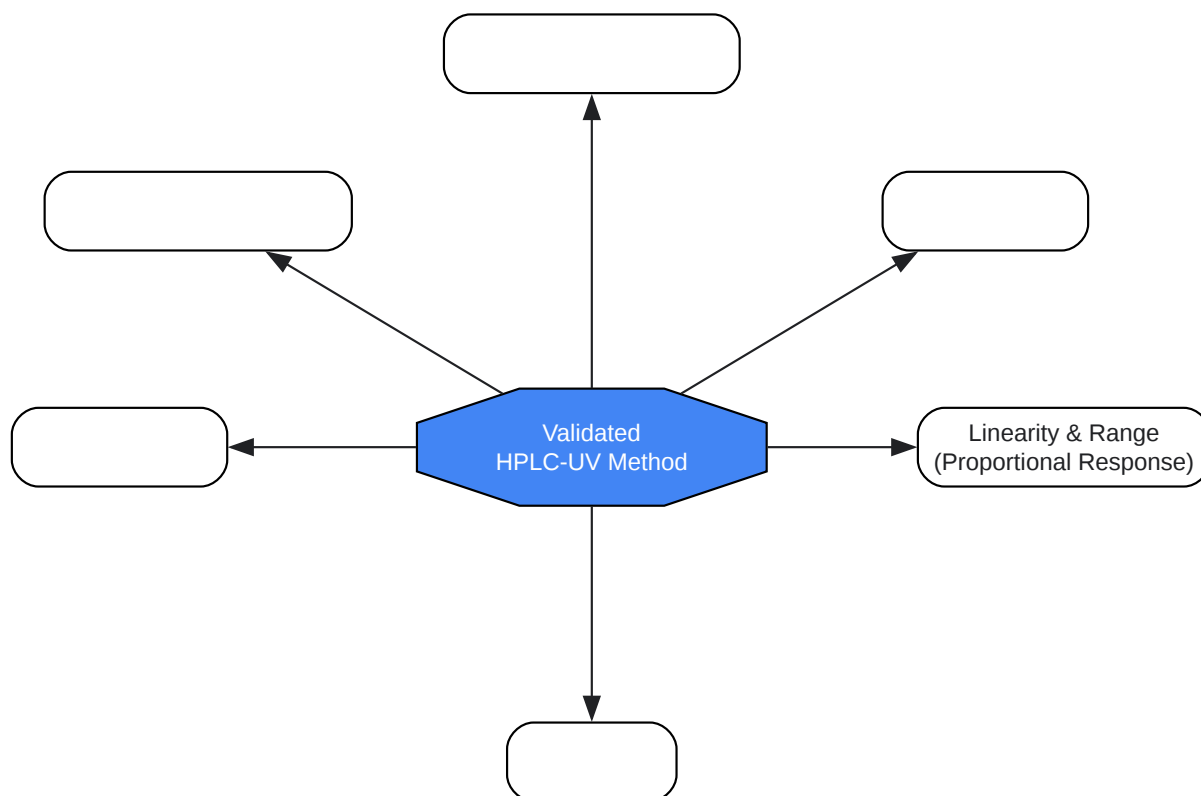 Validated
HPLC-UV Method
Linearity & Range
(Proportional Response)